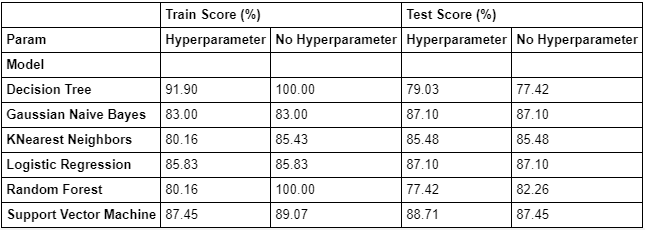 Train Score (%) Test Score (%)
Param Hyperparameter No Hyperparameter Hyperparameter No Hyperparameter
Model
Decision Tree 91.90 100.00 79.03 77.42
Gaussian Naive Bayes 83.00 83.00 87.10 87.10
KNearest Neighbors 80.16 85.43 85.48 85.48
Logistic Regression 85.83 85.83 87.10 87.10
Random Forest 80.16 100.00 77.42 82.26
Support Vector Machine 87.45 89.07 88.71 87.45